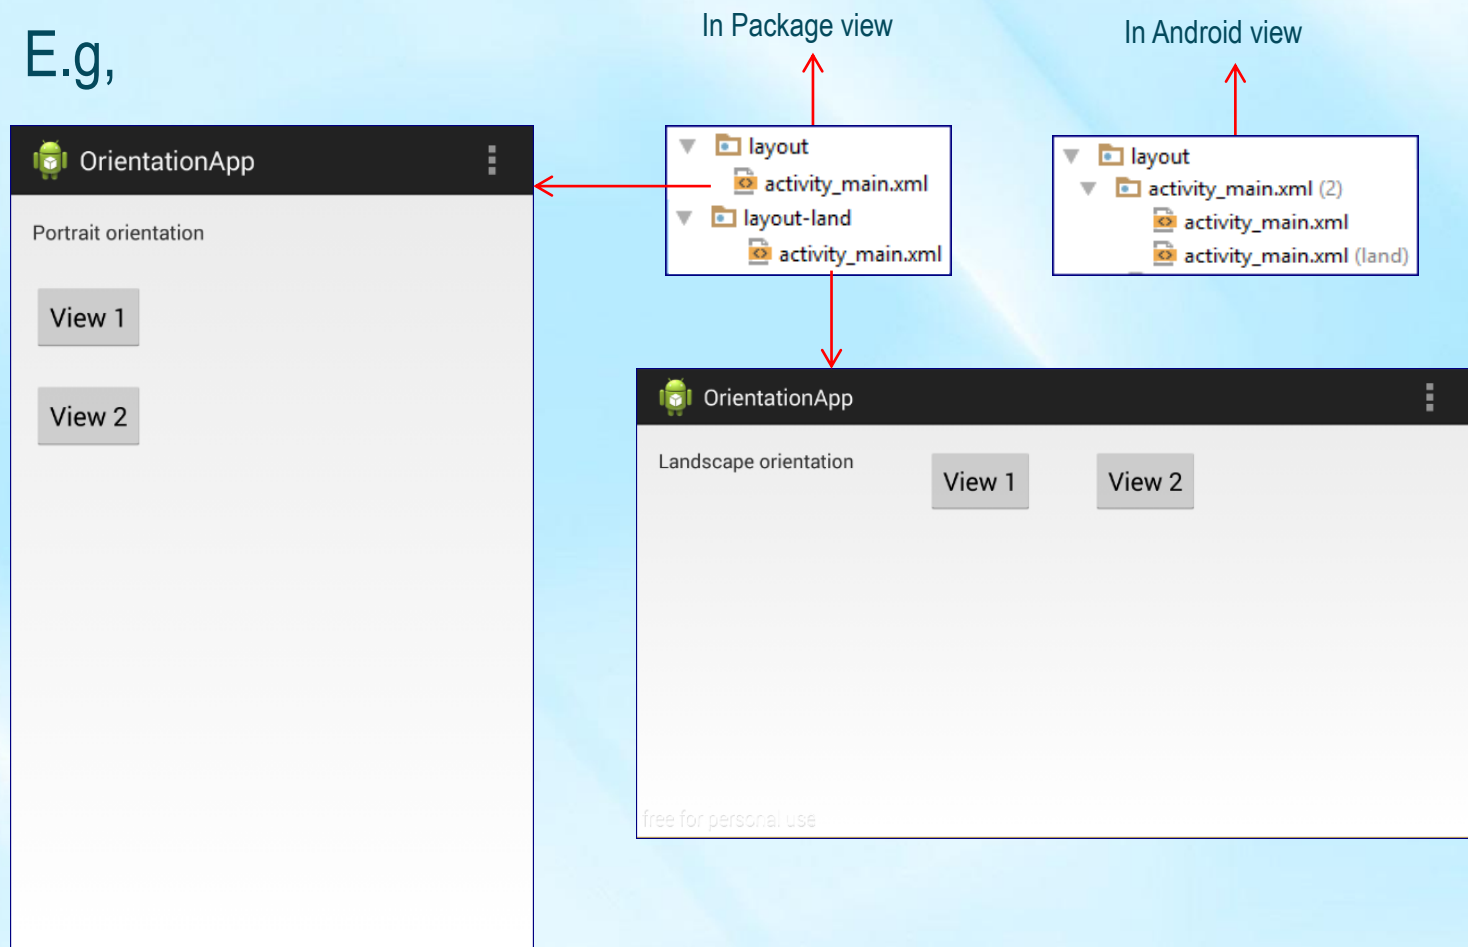 E.g,
In Package view
In Android view
layout
activity_main.xml
layout-land
activity_main.xml
layout
activity_main.xml (2)
activity_main.xml
activity_main.xml (land)
OrientationApp
Portrait orientation
View 1
View 2
OrientationApp
Landscape orientation
View 1
View 2
free for personal use